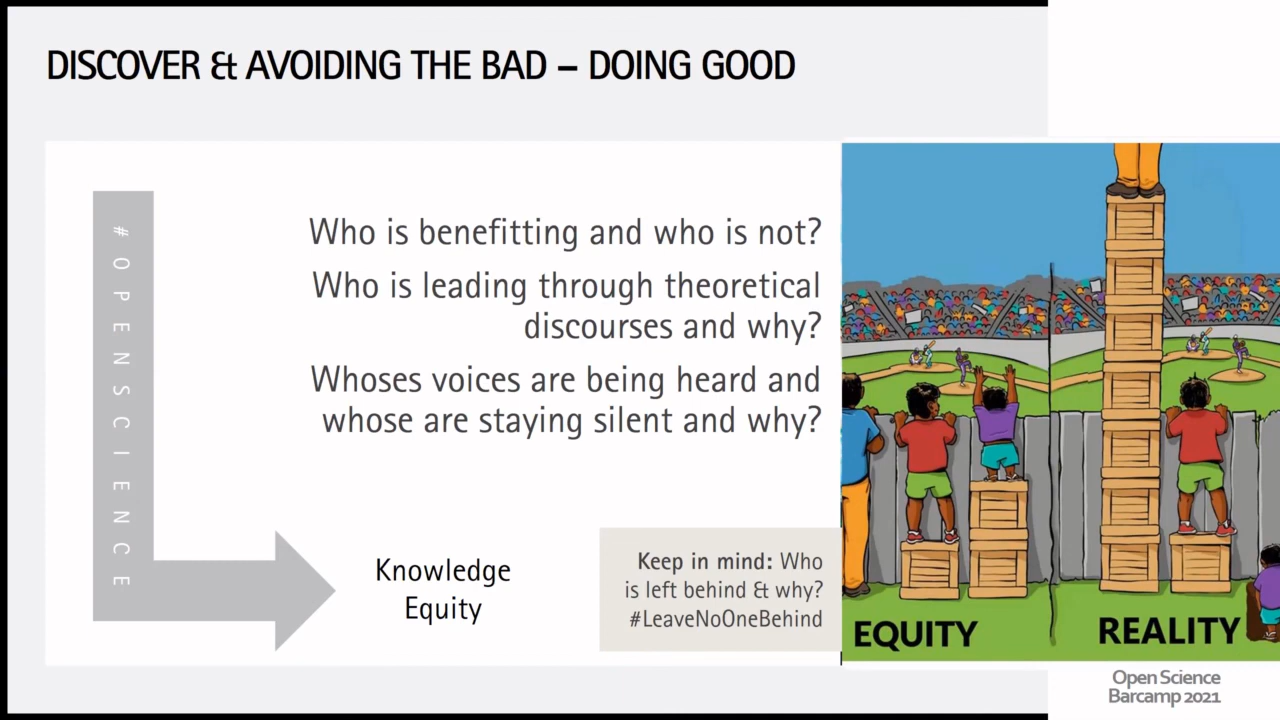 DISCOVER & AVOIDING THE BAD – DOING GOOD
#OPENSCIENCE
Who is benefitting and who is not?
Who is leading through theoretical
discourses and why?
Whoses voices are being heard and
whose are staying silent and why?
Knowledge
Equity
Keep in mind: Who
is left behind & why?
#LeaveNoOneBehind
EQUITY
REALITY
Open Science
Barcamp 2021